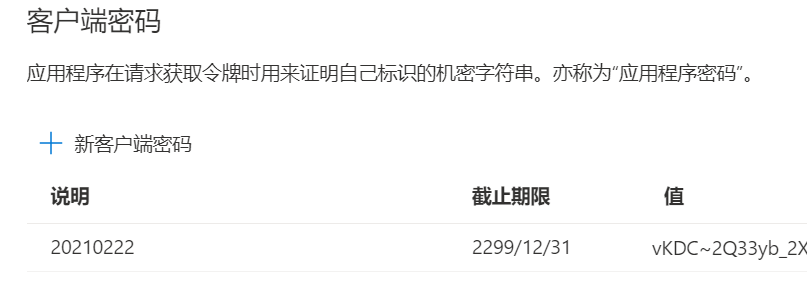 客户端密码
应用程序在请求获取令牌时用来证明自己标识的机密字符串。亦称为“应用程序密码”。
新客户端密码
说明 截止期限 值
20210222 2299/12/31 vKDC~2Q33yb_2X